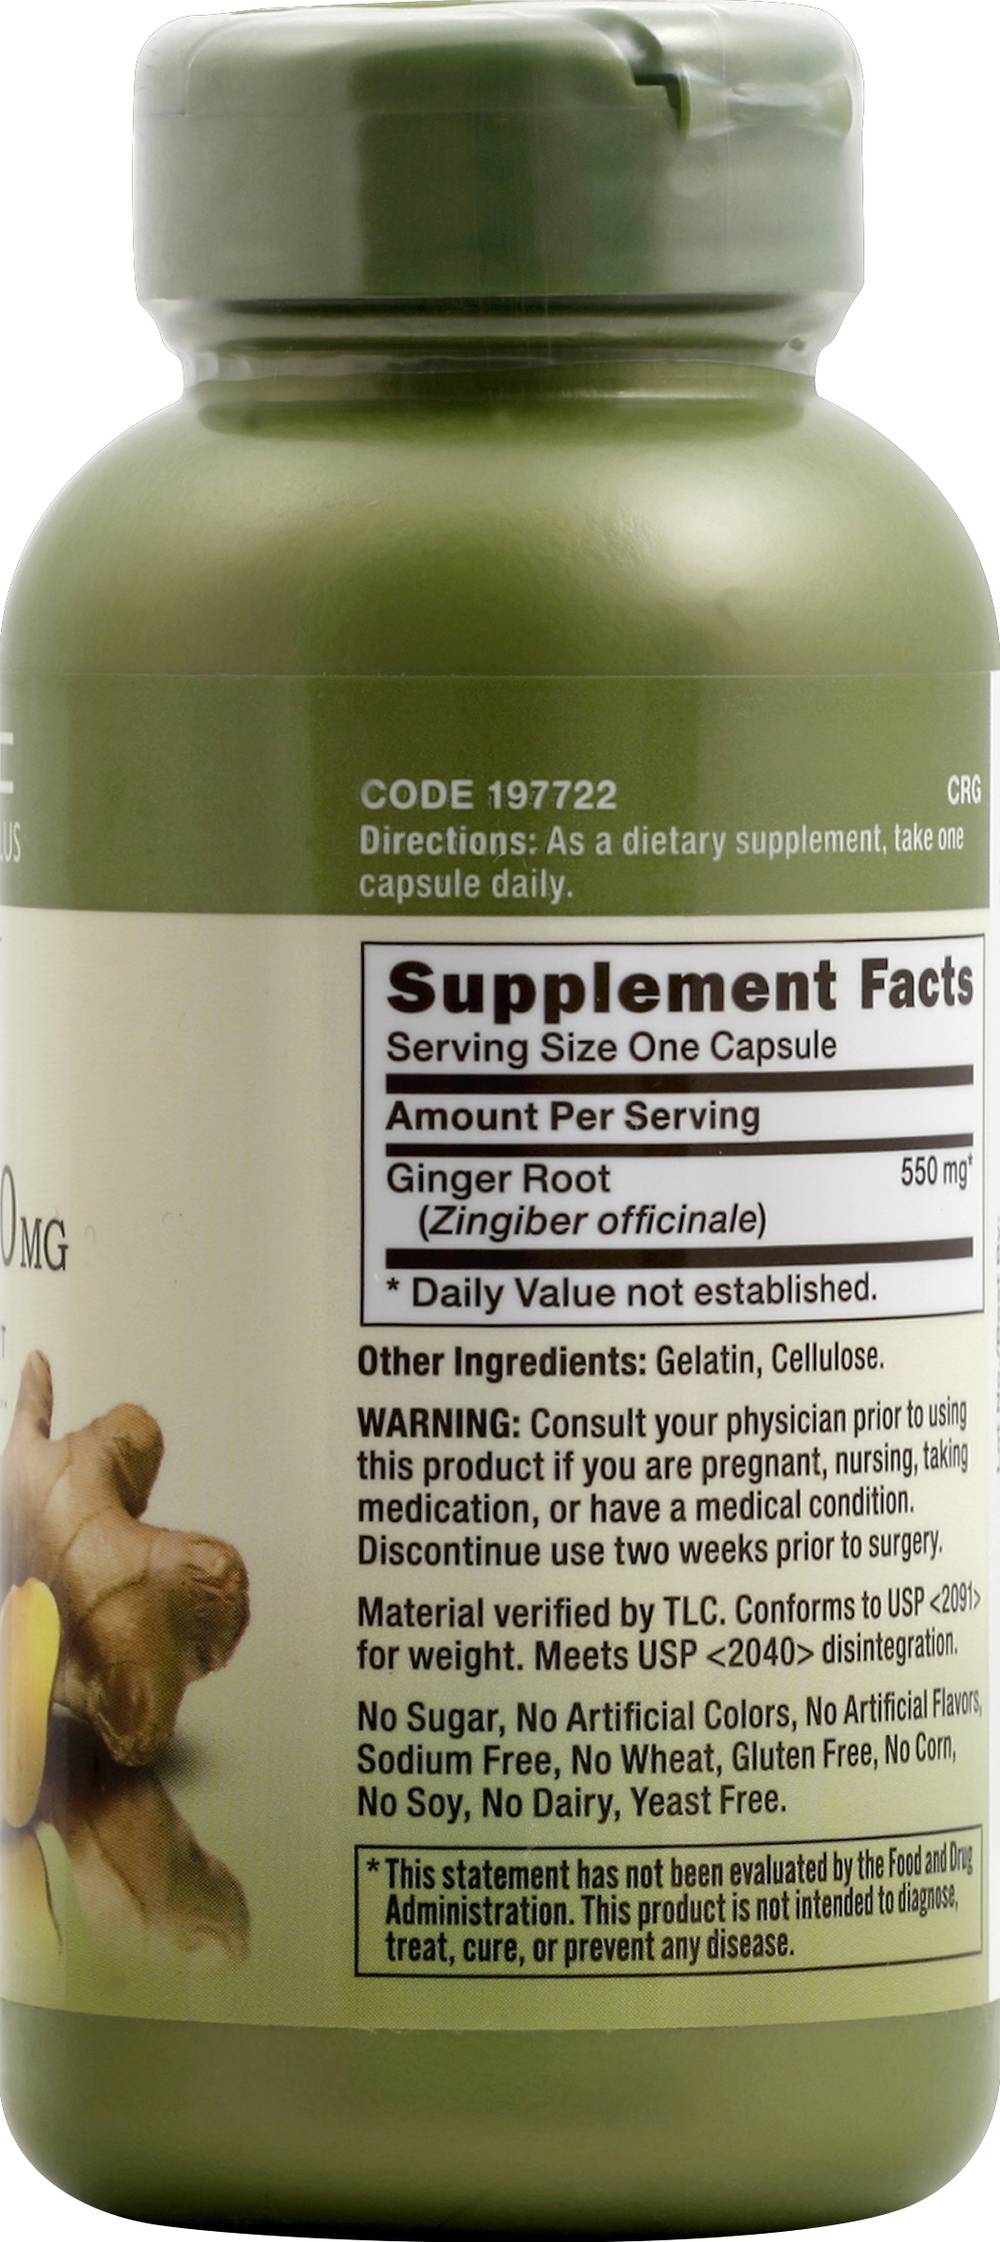 LUS
CODE 197722 CRG
Directions: As a dietary supplement, take one
capsule daily.
Supplement Facts
Serving Size One Capsule
Amount Per Serving
Ginger Root 550 mg*
(Zingiber officinale)
* Daily Value not established.
0MG
T
Other Ingredients: Gelatin, Cellulose.
WARNING: Consult your physician prior to using
this product if you are pregnant, nursing, taking
medication, or have a medical condition.
Discontinue use two weeks prior to surgery.
Material verified by TLC. Conforms to USP <2091>
for weight. Meets USP <2040> disintegration.
No Sugar, No Artificial Colors, No Artificial Flavors,
Sodium Free, No Wheat, Gluten Free, No Corn,
No Soy, No Dairy, Yeast Free.
* This statement has not been evaluated by the Food and Drug
Administration. This product is not intended to diagnose,
treat, cure, or prevent any disease.